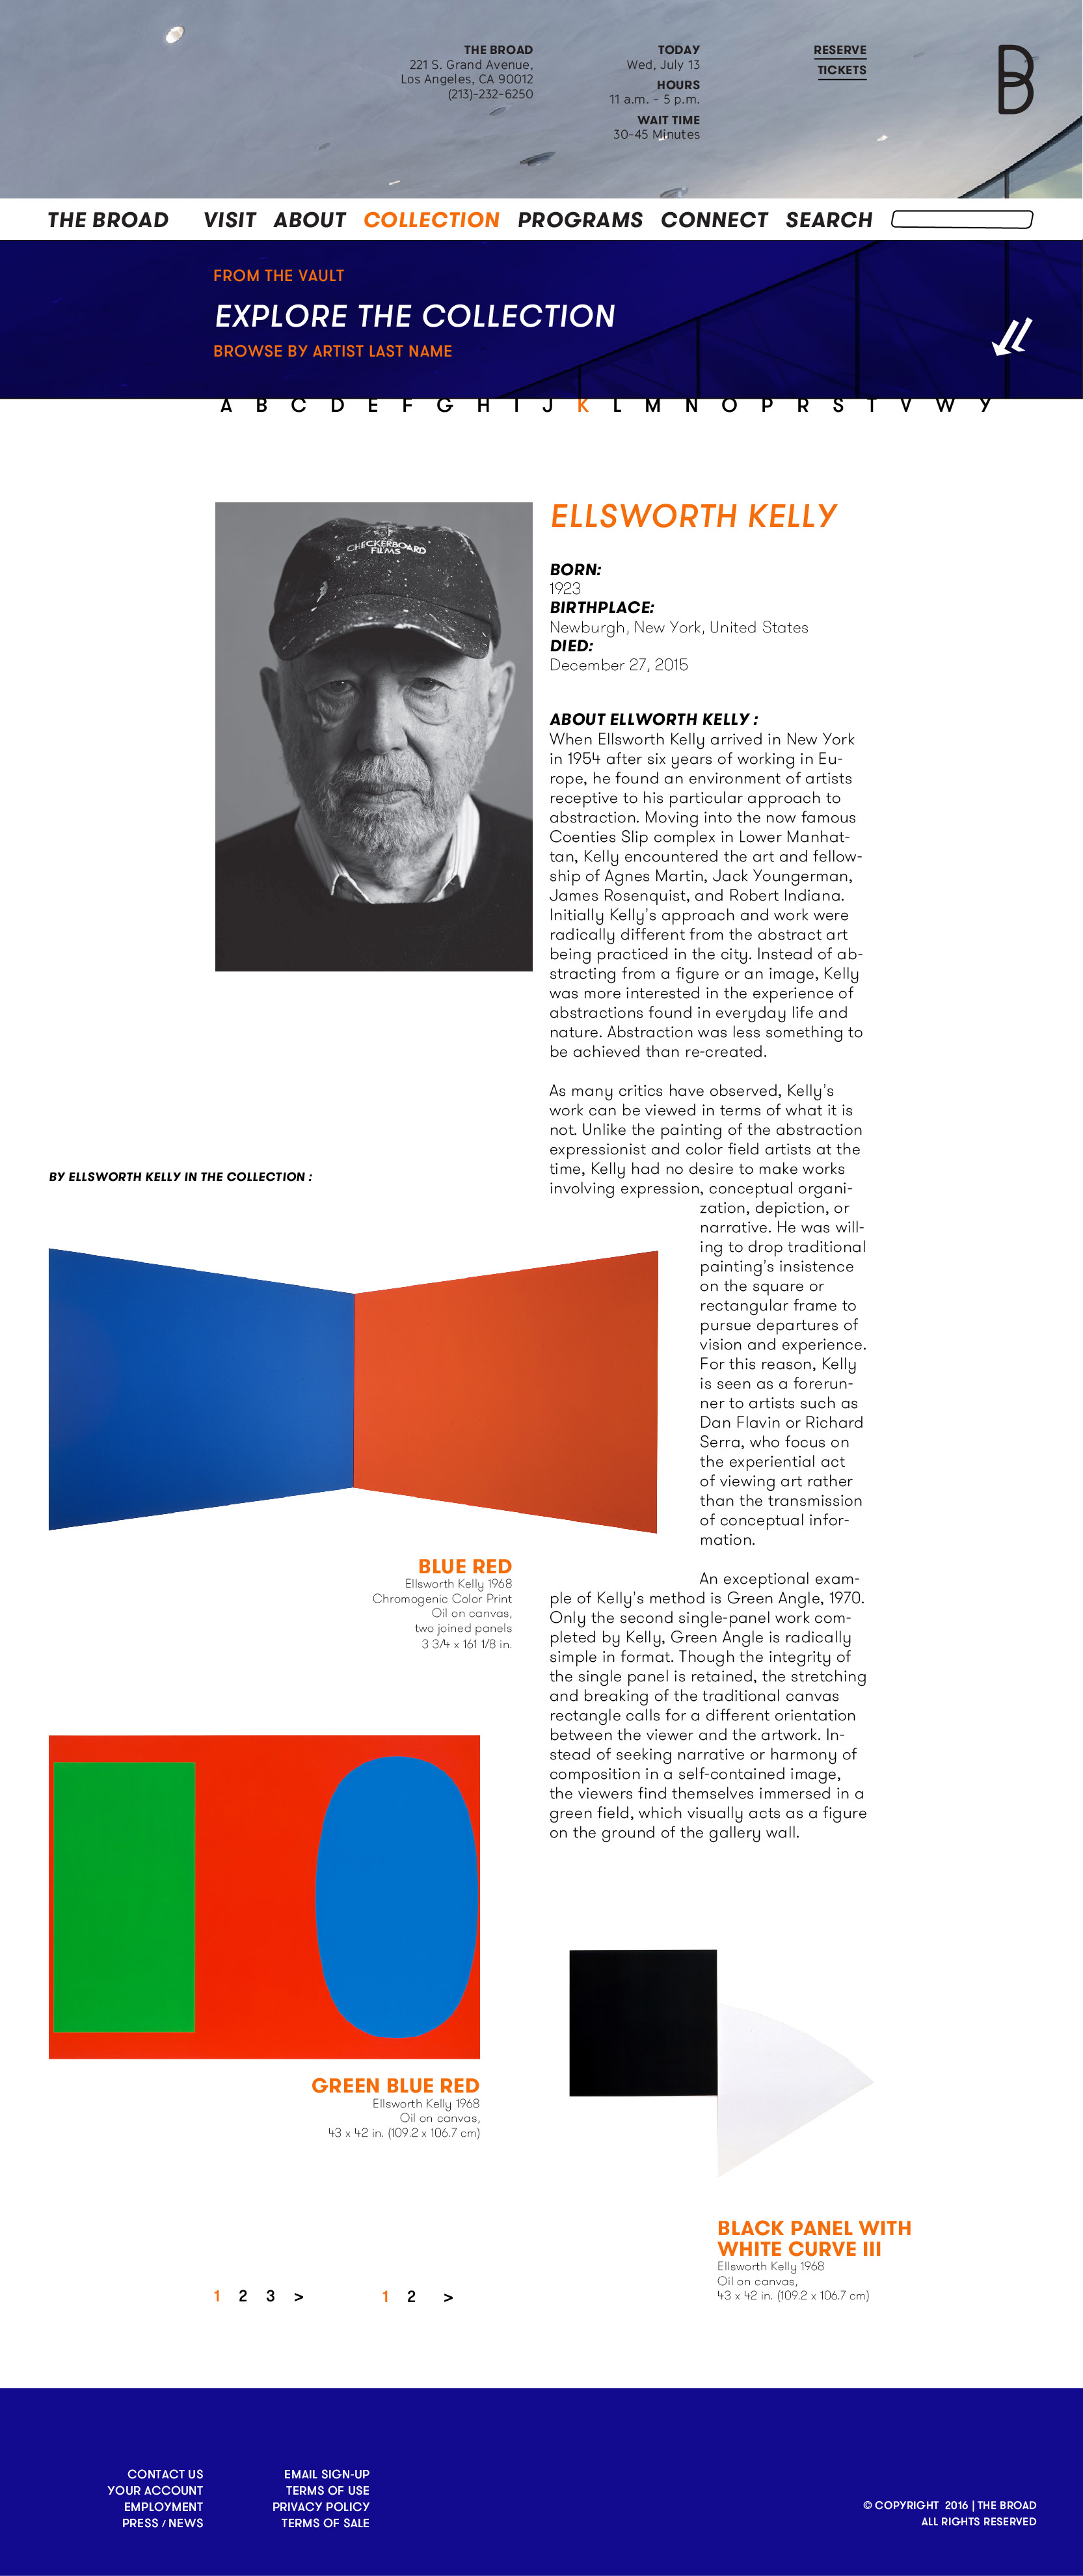 THE BROAD
221 S. Grand Avenue,
Los Angeles, CA 90012
(213)-232-6250
TODAY
Wed, July 13
HOURS
11 a.m. - 5 p.m.
WAIT TIME
30-45 Minutes
RESERVE
TICKETS
B
THE BROAD VISIT ABOUT COLLECTION PROGRAMS CONNECT SEARCH
FROM THE VAULT
EXPLORE THE COLLECTION
BROWSE BY ARTIST LAST NAME
A B C D E F G H I J K L M N O P R S T V W Y
CHECKERBOARD
FILMS
ELLSWORTH KELLY
BORN:
1923
BIRTHPLACE:
Newburgh, New York, United States
DIED:
December 27, 2015
ABOUT ELLWORTH KELLY :
When Ellsworth Kelly arrived in New York
in 1954 after six years of working in Eu-
rope, he found an environment of artists
receptive to his particular approach to
abstraction. Moving into the now famous
Coenties Slip complex in Lower Manhat-
tan, Kelly encountered the art and fellow-
ship of Agnes Martin, Jack Youngerman,
James Rosenquist, and Robert Indiana.
Initially Kelly's approach and work were
radically different from the abstract art
being practiced in the city. Instead of ab-
stracting from a figure or an image, Kelly
was more interested in the experience of
abstractions found in everyday life and
nature. Abstraction was less something to
be achieved than re-created.
As many critics have observed, Kelly's
work can be viewed in terms of what it is
not. Unlike the painting of the abstraction
expressionist and color field artists at the
time, Kelly had no desire to make works
involving expression, conceptual organi-
zation, depiction, or
narrative. He was will-
ing to drop traditional
painting's insistence
on the square or
rectangular frame to
pursue departures of
vision and experience.
For this reason, Kelly
is seen as a forerun-
ner to artists such as
Dan Flavin or Richard
Serra, who focus on
the experiential act
of viewing art rather
than the transmission
of conceptual infor-
mation.
An exceptional exam-
ple of Kelly's method is Green Angle, 1970.
Only the second single-panel work com-
pleted by Kelly, Green Angle is radically
simple in format. Though the integrity of
the single panel is retained, the stretching
and breaking of the traditional canvas
rectangle calls for a different orientation
between the viewer and the artwork. In-
stead of seeking narrative or harmony of
composition in a self-contained image,
the viewers find themselves immersed in a
green field, which visually acts as a figure
on the ground of the gallery wall.
BY ELLSWORTH KELLY IN THE COLLECTION :
BLUE RED
Ellsworth Kelly 1968
Chromogenic Color Print
Oil on canvas,
two joined panels
3 3/4 x 161 1/8 in.
GREEN BLUE RED
Ellsworth Kelly 1968
Oil on canvas,
43 x 42 in. (109.2 x 106.7 cm)
BLACK PANEL WITH
WHITE CURVE III
Ellsworth Kelly 1968
Oil on canvas,
43 x 42 in. (109.2 x 106.7 cm)
1 2 3 > 1 2 >
CONTACT US
YOUR ACCOUNT
EMPLOYMENT
PRESS / NEWS
EMAIL SIGN-UP
TERMS OF USE
PRIVACY POLICY
TERMS OF SALE
© COPYRIGHT 2016 | THE BROAD
ALL RIGHTS RESERVED